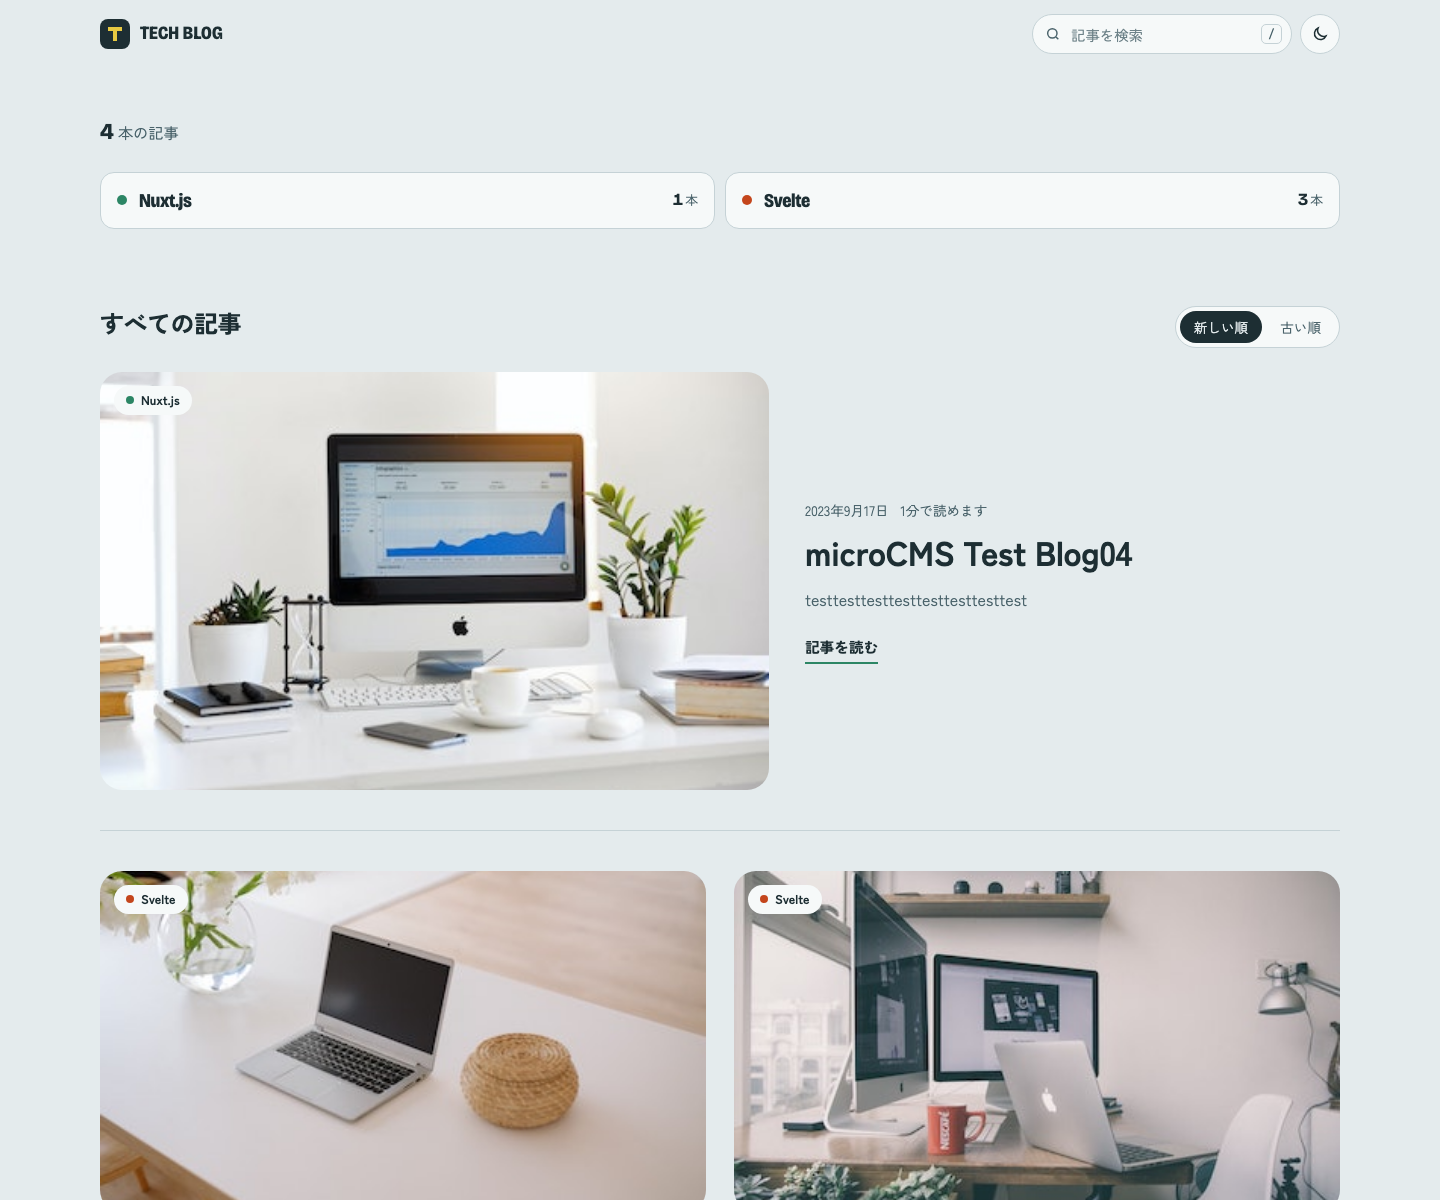 T TECH BLOG
記事を検索 /
4 本の記事
Nuxt.js 1本
Svelte 3本
すべての記事
新しい順 古い順
Nuxt.js
2023年9月17日 1分で読めます
microCMS Test Blog04
testtesttesttesttesttesttesttest
記事を読む
Svelte
Svelte
NESCAFÉ